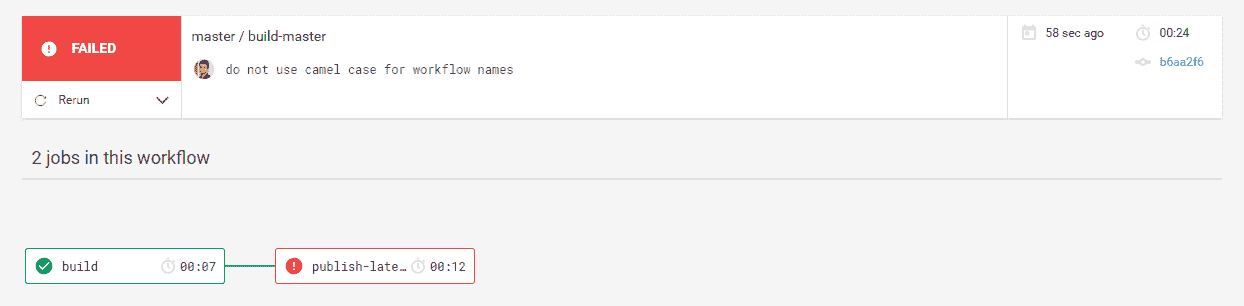 FAILED
master / build-master
58 sec ago
00:24
do not use camel case for workflow names
b6aa2f6
Rerun
2 jobs in this workflow
build 00:07
publish-late… 00:12